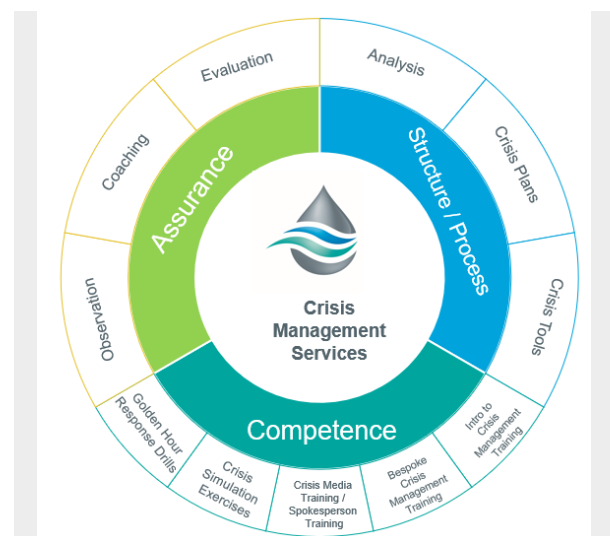 Crisis
Management
Services
Structure / Process
Analysis
Crisis Plans
Crisis Tools
Competence
Intro to
Crisis
Management
Training
Bespoke
Crisis
Management
Training
Crisis Media
Training /
Spokesperson
Training
Crisis
Simulation
Exercises
Golden Hour
Response Drills
Assurance
Observation
Coaching
Evaluation